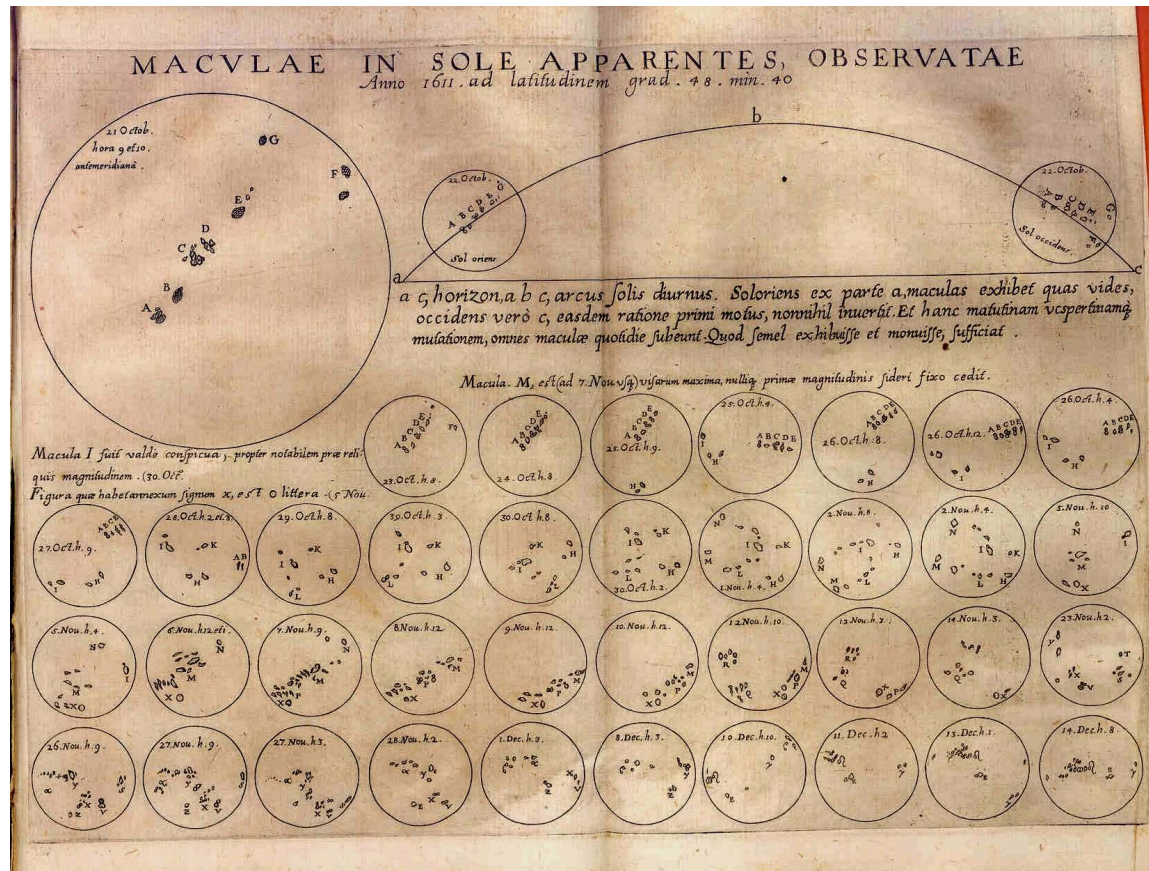 MACVLAE IN SOLE APPARENTES, OBSERVATAE
Anno 1611. ad latitudinem grad. 48. min. 40
21 Octob.
hora 9 et 10.
antemeridiana.
G
F
E
D
C
B
A
b
22. Octob.
A B C D E G
Sol oriens
22. Octob.
A B C D E G
Sol occidens
a
c
a c, horizon, a b c, arcus solis diurnus. Sol oriens ex parte a, maculas exhibet quas vides,
occidens verò c, easdem ratione primi motus, nonnihil inuertit. Et hanc matutinam vespertinamq;
mutationem, omnes maculæ quotidie subeunt. Quod semel exhibuisse et monuisse, sufficiat.
Macula. M, est (ad 7. Nou vsq;) visarum maxima, nulliq; primæ magnitudinis sideri fixo cedit.
Macula I fuit valdè conspicua, propter notabilem præ reli-
quis magnitudinem. (30. Oct.
Figura quæ habet annexum signum x, est O littera. (5 Nou.
A B C D E F
23. Oct. h. 8.
A B C D E
24. Oct. h. 8
A B C D E
25. Oct. h. 9.
H
25. Oct. h. 4.
I A B C D E
H
A B C D E
26. Oct. h. 8.
H
26. Oct. h. 12. A B C D E
I
26. Oct. h. 4.
A B C D E
I H
A B C D E
27. Oct. h. 9.
I H
28. Oct. h. 2. et 3.
I K
A B
H
29. Oct. h. 8.
K
I H
L
30. Oct. h. 3
I K
H
L
30. Oct. h. 8.
K
I H
L
I K
L H
30. Oct. h. 2.
N
I K
M
L H
1. Nou. h. 4.
2. Nou. h. 8.
I K
N
M L H
2. Nou. h. 4.
N
I K
M
L H
5. Nou. h. 10
N
I
M
O X
5. Nou. h. 4.
N
I
M
X O
6. Nou. h. 12 et 1.
N
M
X O
7. Nou. h. 9.
N
M
X O
8. Nou. h. 12
M
P
O X
9. Nou. h. 12.
M
X O
10. Nou. h. 12.
M
P
X O
12 Nou. h. 10.
R
M
P
Q X O
13. Nou. h. 3.
R
Q
O X P
14. Nou. h. 3.
Q
O X
23. Nou. h. 2.
y
T
S
X V
26. Nou. h. 9.
α y S
X V
Z
27. Nou. h. 9.
α y S
X V
Z
27. Nou. h. 3.
α y
X
Z
28. Nou. h. 2.
α y
X V
Z
1. Dec. h. 3.
X
V
Z
8. Dec. h. 3.
y
10. Dec. h. 10.
11. Dec. h. 2
y
13. Dec. h. 1.
14. Dec. h. 8.
y